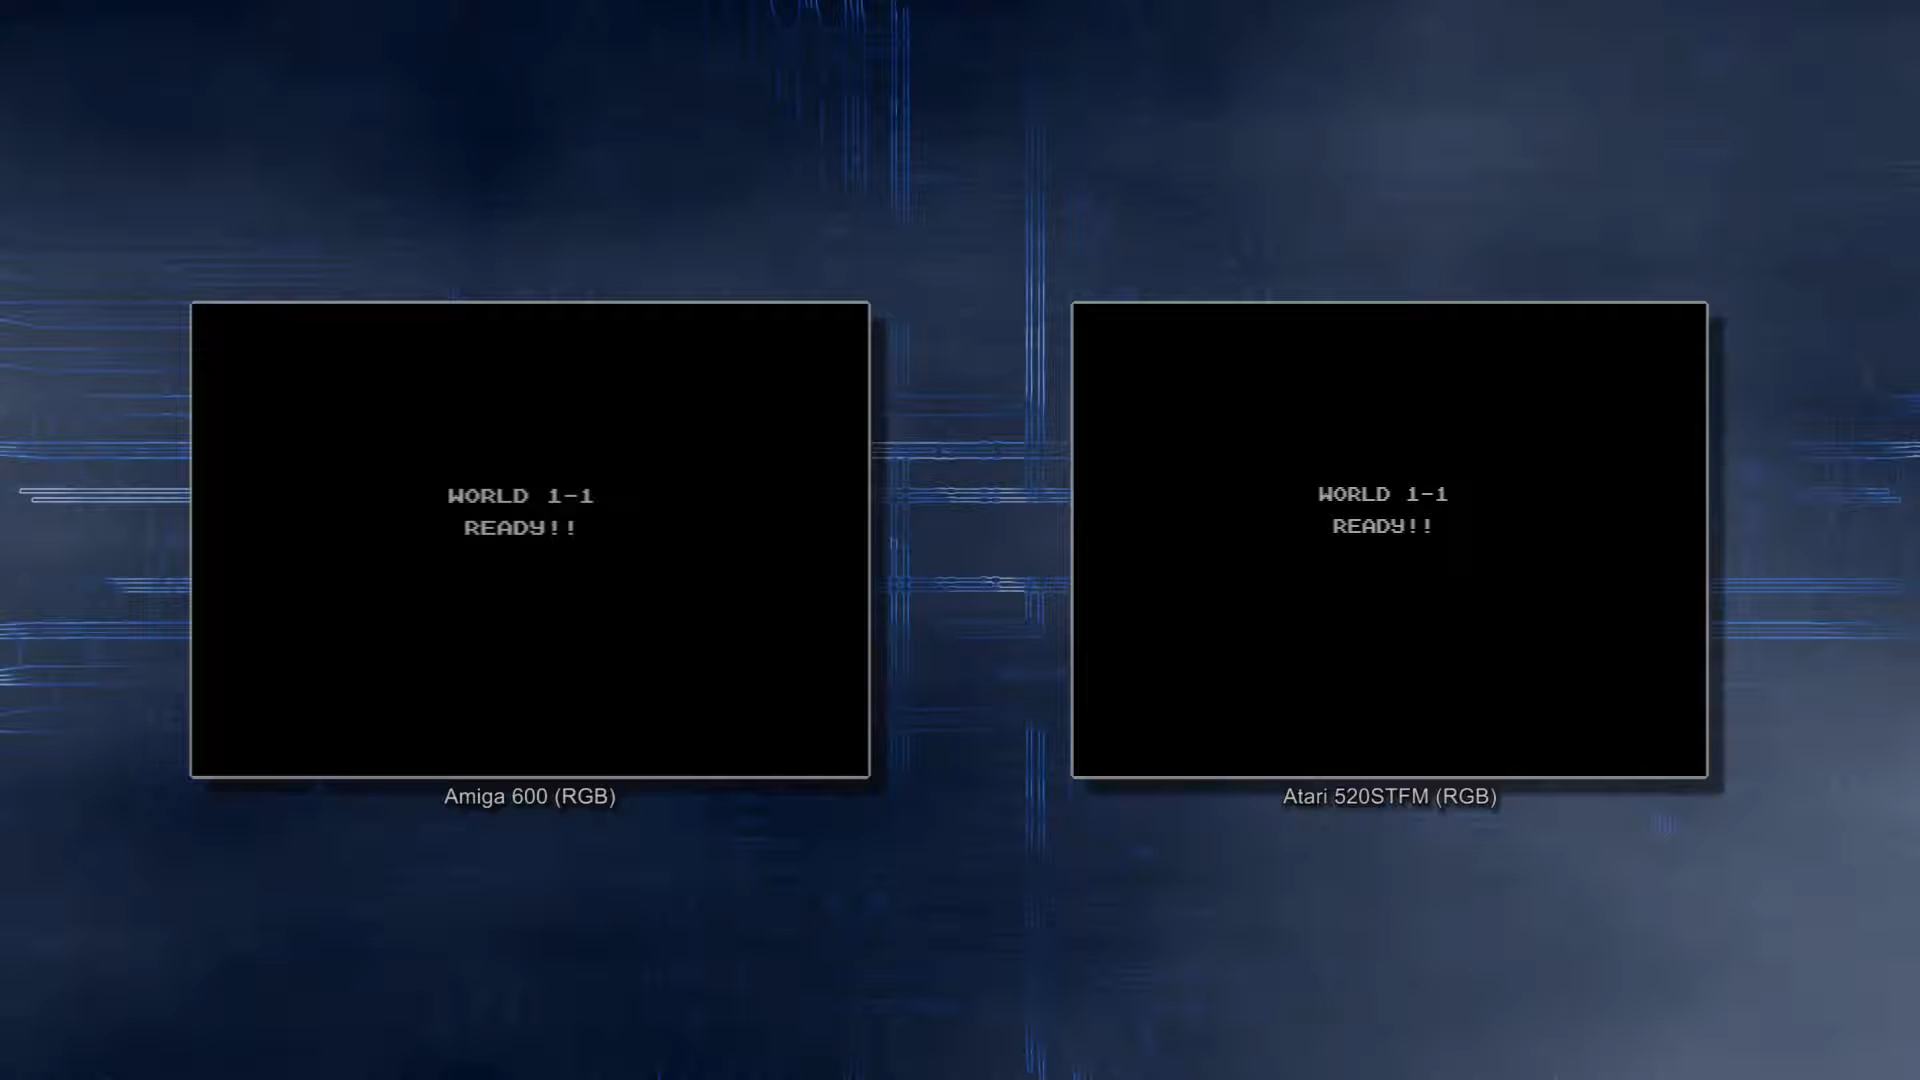 WORLD 1-1
READY!!
Amiga 600 (RGB)
WORLD 1-1
READY!!
Atari 520STFM (RGB)